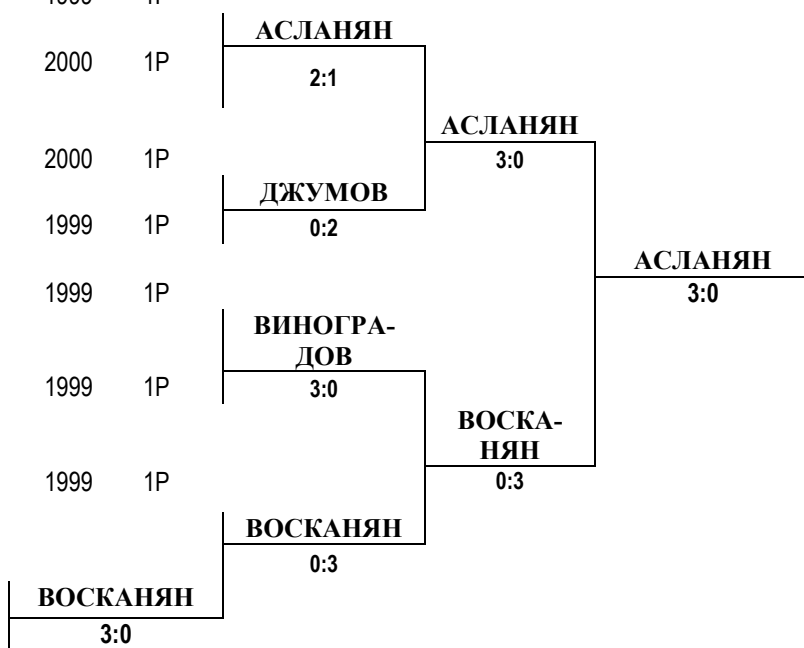 АСЛАНЯН
2000 1Р
2:1
АСЛАНЯН
2000 1Р
3:0
ДЖУМОВ
1999 1Р
0:2
АСЛАНЯН
1999 1Р
3:0
ВИНОГРА-
ДОВ
1999 1Р
3:0
ВОСКА-
НЯН
1999 1Р
0:3
ВОСКАНЯН
0:3
ВОСКАНЯН
3:0